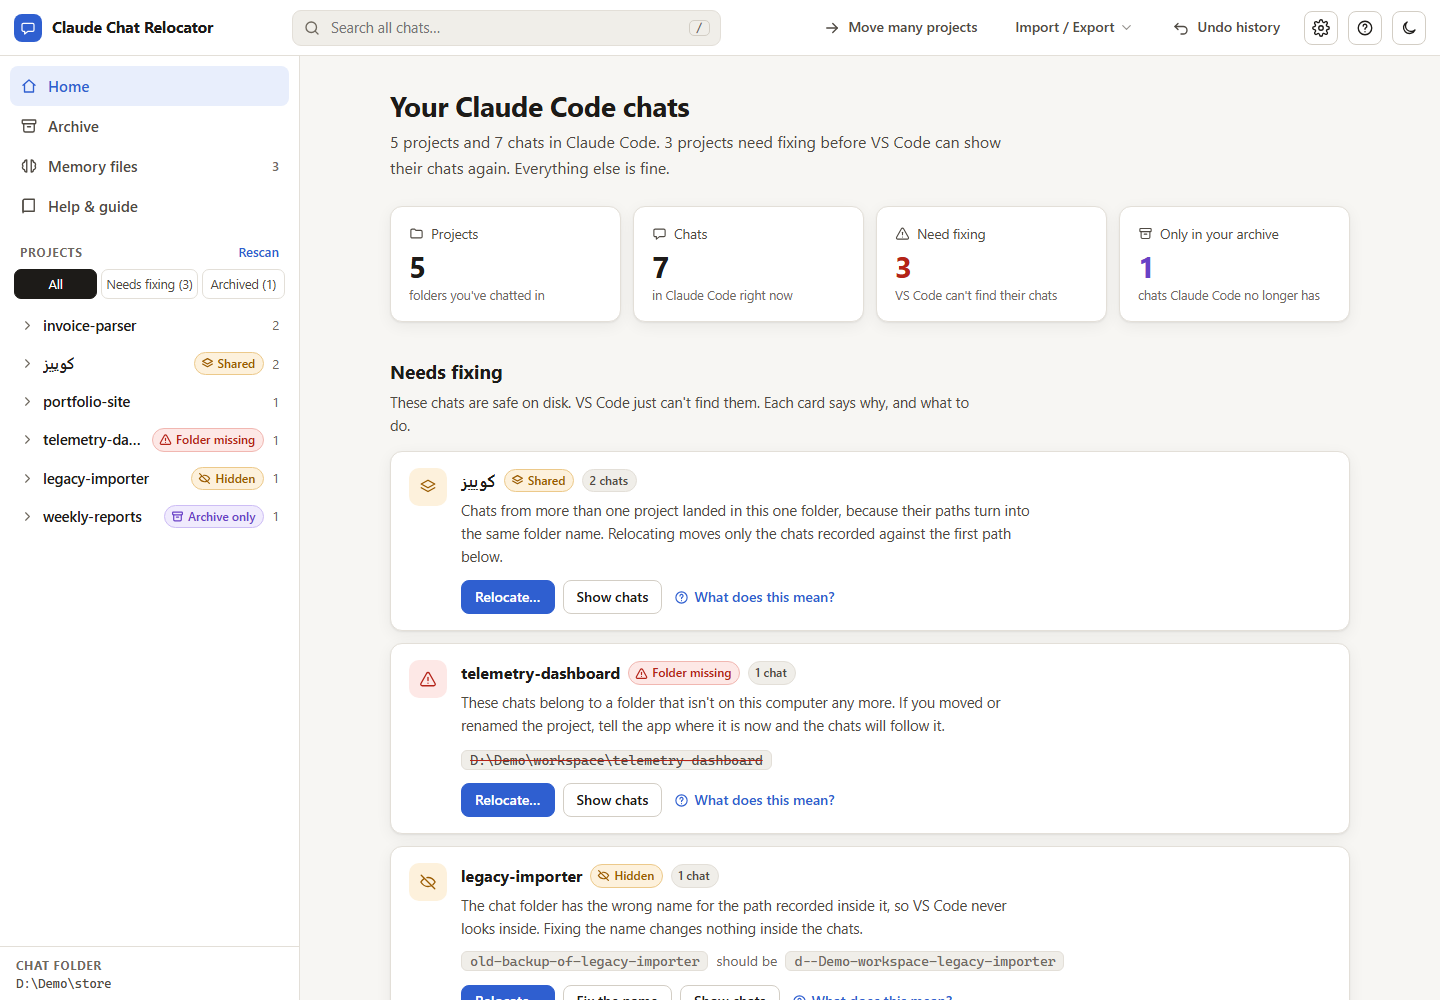 Claude Chat Relocator
Search all chats...
/
Move many projects
Import / Export
Undo history
Home
Archive
Memory files 3
Help & guide
PROJECTS Rescan
All Needs fixing (3) Archived (1)
invoice-parser 2
كوييز Shared 2
portfolio-site 1
telemetry-da... Folder missing 1
legacy-importer Hidden 1
weekly-reports Archive only 1
CHAT FOLDER
D:\Demo\store
Your Claude Code chats
5 projects and 7 chats in Claude Code. 3 projects need fixing before VS Code can show
their chats again. Everything else is fine.
Projects
5
folders you've chatted in
Chats
7
in Claude Code right now
Need fixing
3
VS Code can't find their chats
Only in your archive
1
chats Claude Code no longer has
Needs fixing
These chats are safe on disk. VS Code just can't find them. Each card says why, and what to
do.
كوييز Shared 2 chats
Chats from more than one project landed in this one folder, because their paths turn into
the same folder name. Relocating moves only the chats recorded against the first path
below.
Relocate... Show chats What does this mean?
telemetry-dashboard Folder missing 1 chat
These chats belong to a folder that isn't on this computer any more. If you moved or
renamed the project, tell the app where it is now and the chats will follow it.
D:\Demo\workspace\telemetry-dashboard
Relocate... Show chats What does this mean?
legacy-importer Hidden 1 chat
The chat folder has the wrong name for the path recorded inside it, so VS Code never
looks inside. Fixing the name changes nothing inside the chats.
old-backup-of-legacy-importer should be d--Demo-workspace-legacy-importer
Relocate... Fix the name Show chats What does this mean?